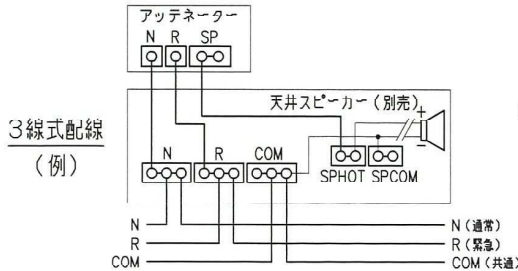 アッテネーター
N R SP
天井スピーカー(別売)
+
-
3線式配線
(例)
N R COM
SPHOT SPCOM
N N(通常)
R R(緊急)
COM COM(共通)